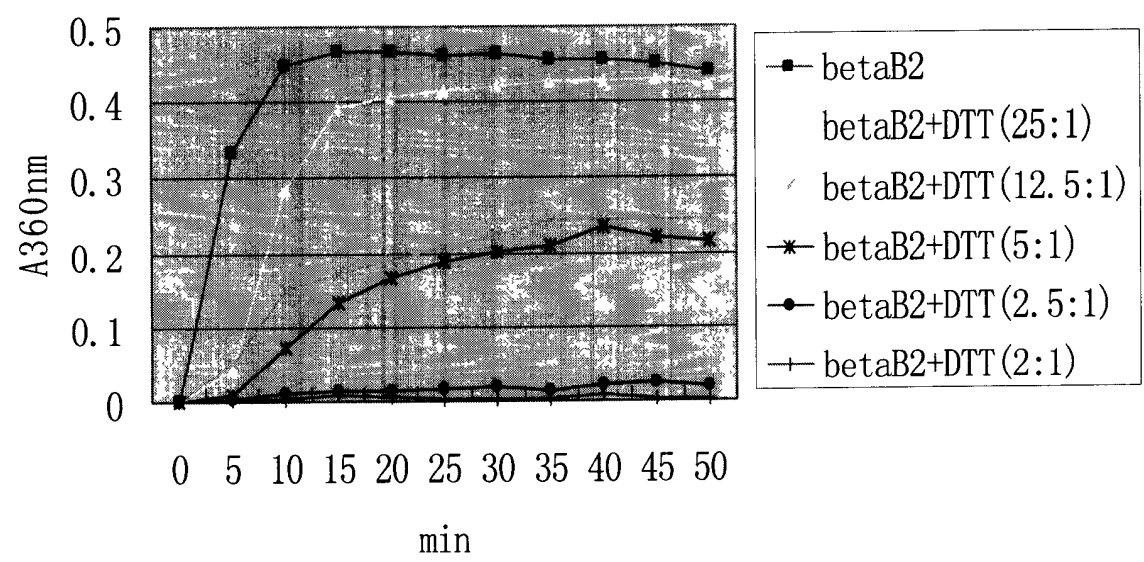 0.5
0.4
0.3
0.2
0.1
0
A360nm
0 5 10 15 20 25 30 35 40 45 50
min
betaB2
betaB2+DTT(25:1)
betaB2+DTT(12.5:1)
betaB2+DTT(5:1)
betaB2+DTT(2.5:1)
betaB2+DTT(2:1)